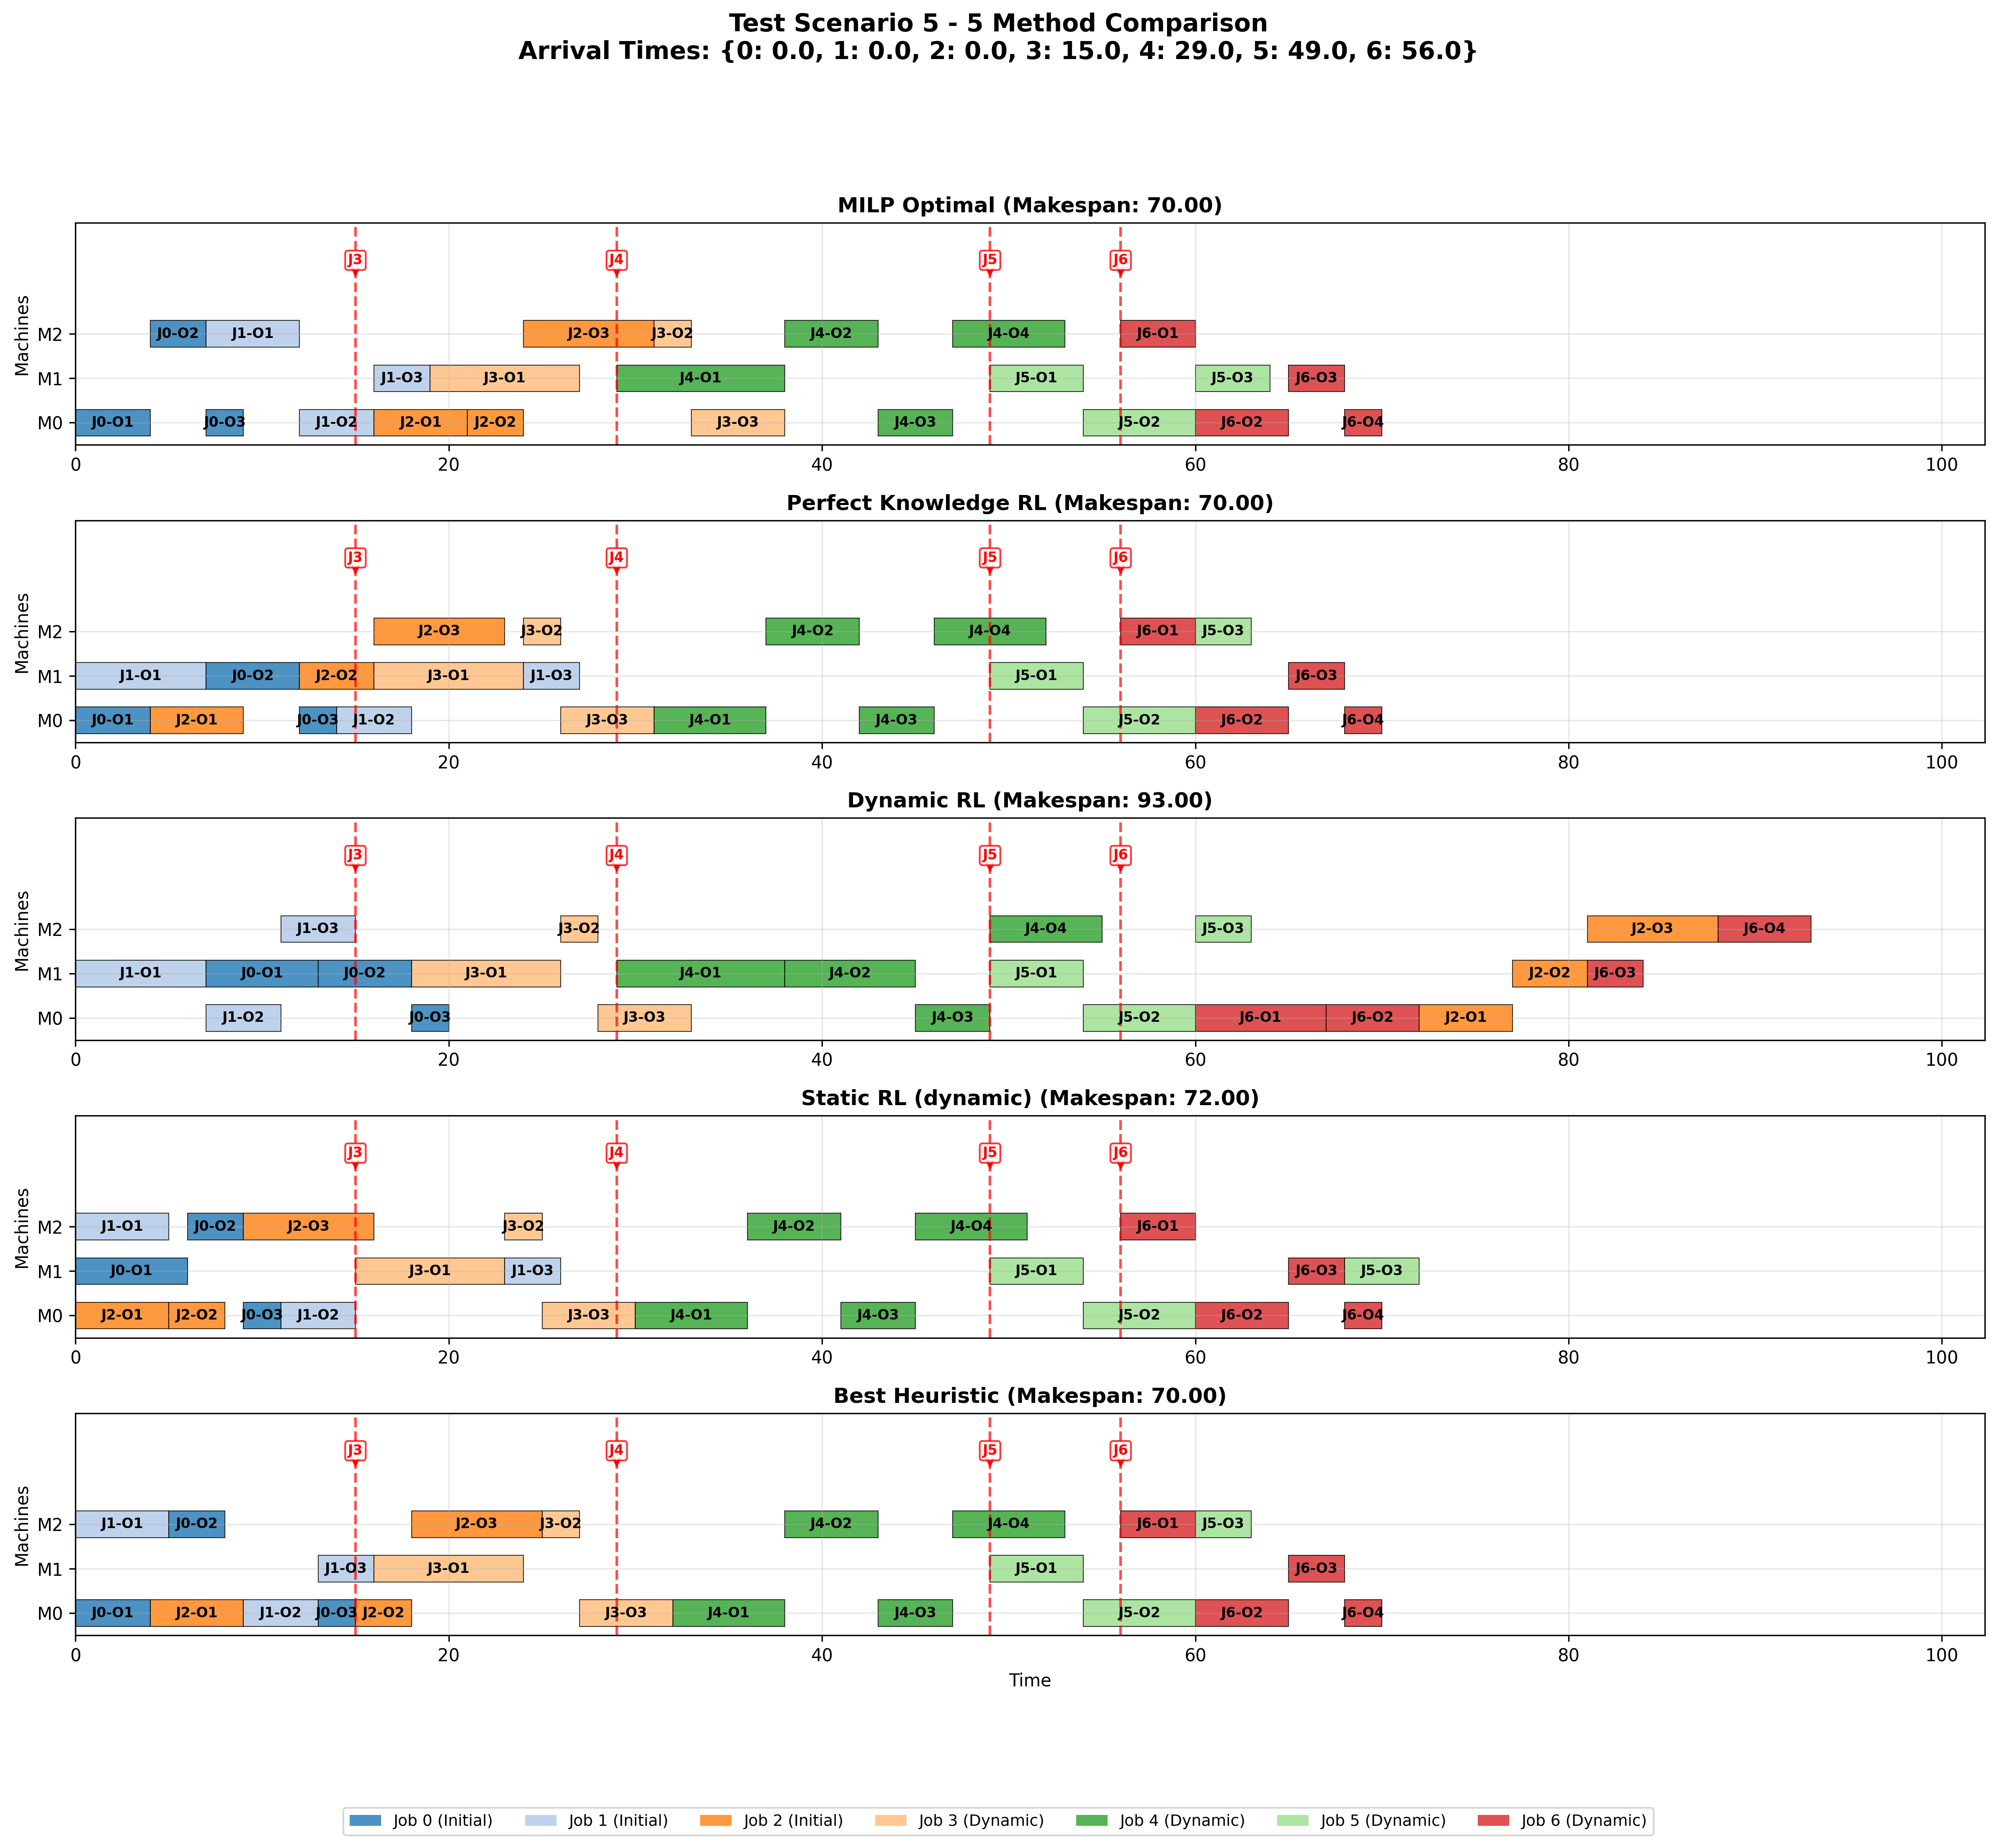 Test Scenario 5 - 5 Method Comparison
Arrival Times: {0: 0.0, 1: 0.0, 2: 0.0, 3: 15.0, 4: 29.0, 5: 49.0, 6: 56.0}
MILP Optimal (Makespan: 70.00)
J3 J4 J5 J6
Machines
M2 J0-O2 J1-O1 J2-O3 J3-O2 J4-O2 J4-O4 J6-O1
M1 J1-O3 J3-O1 J4-O1 J5-O1 J5-O3 J6-O3
M0 J0-O1 J0-O3 J1-O2 J2-O1 J2-O2 J3-O3 J4-O3 J5-O2 J6-O2 J6-O4
0 20 40 60 80 100
Perfect Knowledge RL (Makespan: 70.00)
J3 J4 J5 J6
Machines
M2 J2-O3 J3-O2 J4-O2 J4-O4 J6-O1 J5-O3
M1 J1-O1 J0-O2 J2-O2 J3-O1 J1-O3 J5-O1 J6-O3
M0 J0-O1 J2-O1 J0-O3 J1-O2 J3-O3 J4-O1 J4-O3 J5-O2 J6-O2 J6-O4
0 20 40 60 80 100
Dynamic RL (Makespan: 93.00)
J3 J4 J5 J6
Machines
M2 J1-O3 J3-O2 J4-O4 J5-O3 J2-O3 J6-O4
M1 J1-O1 J0-O1 J0-O2 J3-O1 J4-O1 J4-O2 J5-O1 J2-O2 J6-O3
M0 J1-O2 J0-O3 J3-O3 J4-O3 J5-O2 J6-O1 J6-O2 J2-O1
0 20 40 60 80 100
Static RL (dynamic) (Makespan: 72.00)
J3 J4 J5 J6
Machines
M2 J1-O1 J0-O2 J2-O3 J3-O2 J4-O2 J4-O4 J6-O1
M1 J0-O1 J3-O1 J1-O3 J5-O1 J6-O3 J5-O3
M0 J2-O1 J2-O2 J0-O3 J1-O2 J3-O3 J4-O1 J4-O3 J5-O2 J6-O2 J6-O4
0 20 40 60 80 100
Best Heuristic (Makespan: 70.00)
J3 J4 J5 J6
Machines
M2 J1-O1 J0-O2 J2-O3 J3-O2 J4-O2 J4-O4 J6-O1 J5-O3
M1 J1-O3 J3-O1 J5-O1 J6-O3
M0 J0-O1 J2-O1 J1-O2 J0-O3 J2-O2 J3-O3 J4-O1 J4-O3 J5-O2 J6-O2 J6-O4
0 20 40 60 80 100
Time
Job 0 (Initial) Job 1 (Initial) Job 2 (Initial) Job 3 (Dynamic) Job 4 (Dynamic) Job 5 (Dynamic) Job 6 (Dynamic)